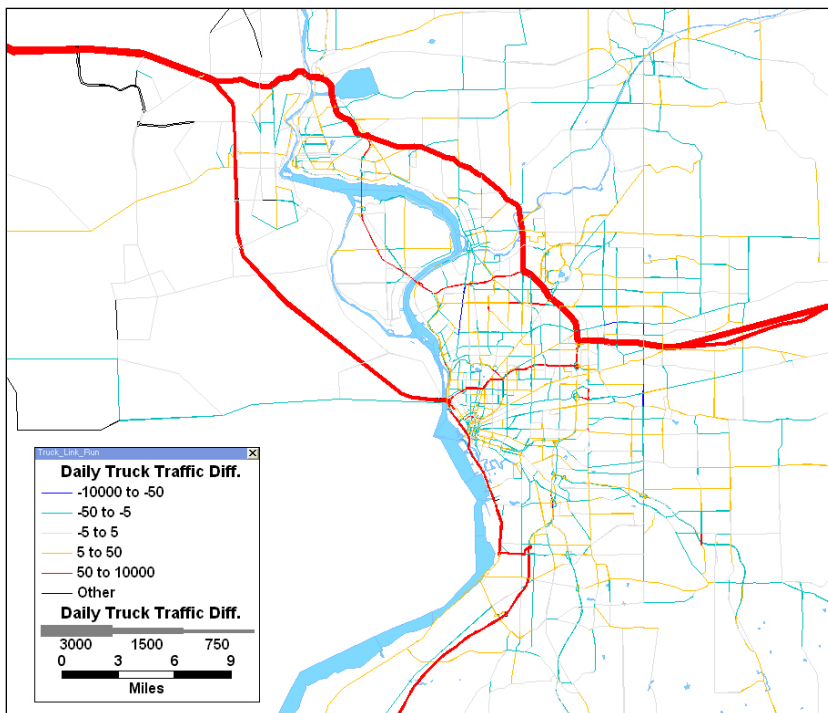 Truck_Link_Run
Daily Truck Traffic Diff.
-10000 to -50
-50 to -5
-5 to 5
5 to 50
50 to 10000
Other
Daily Truck Traffic Diff.
3000 1500 750
0 3 6 9
Miles